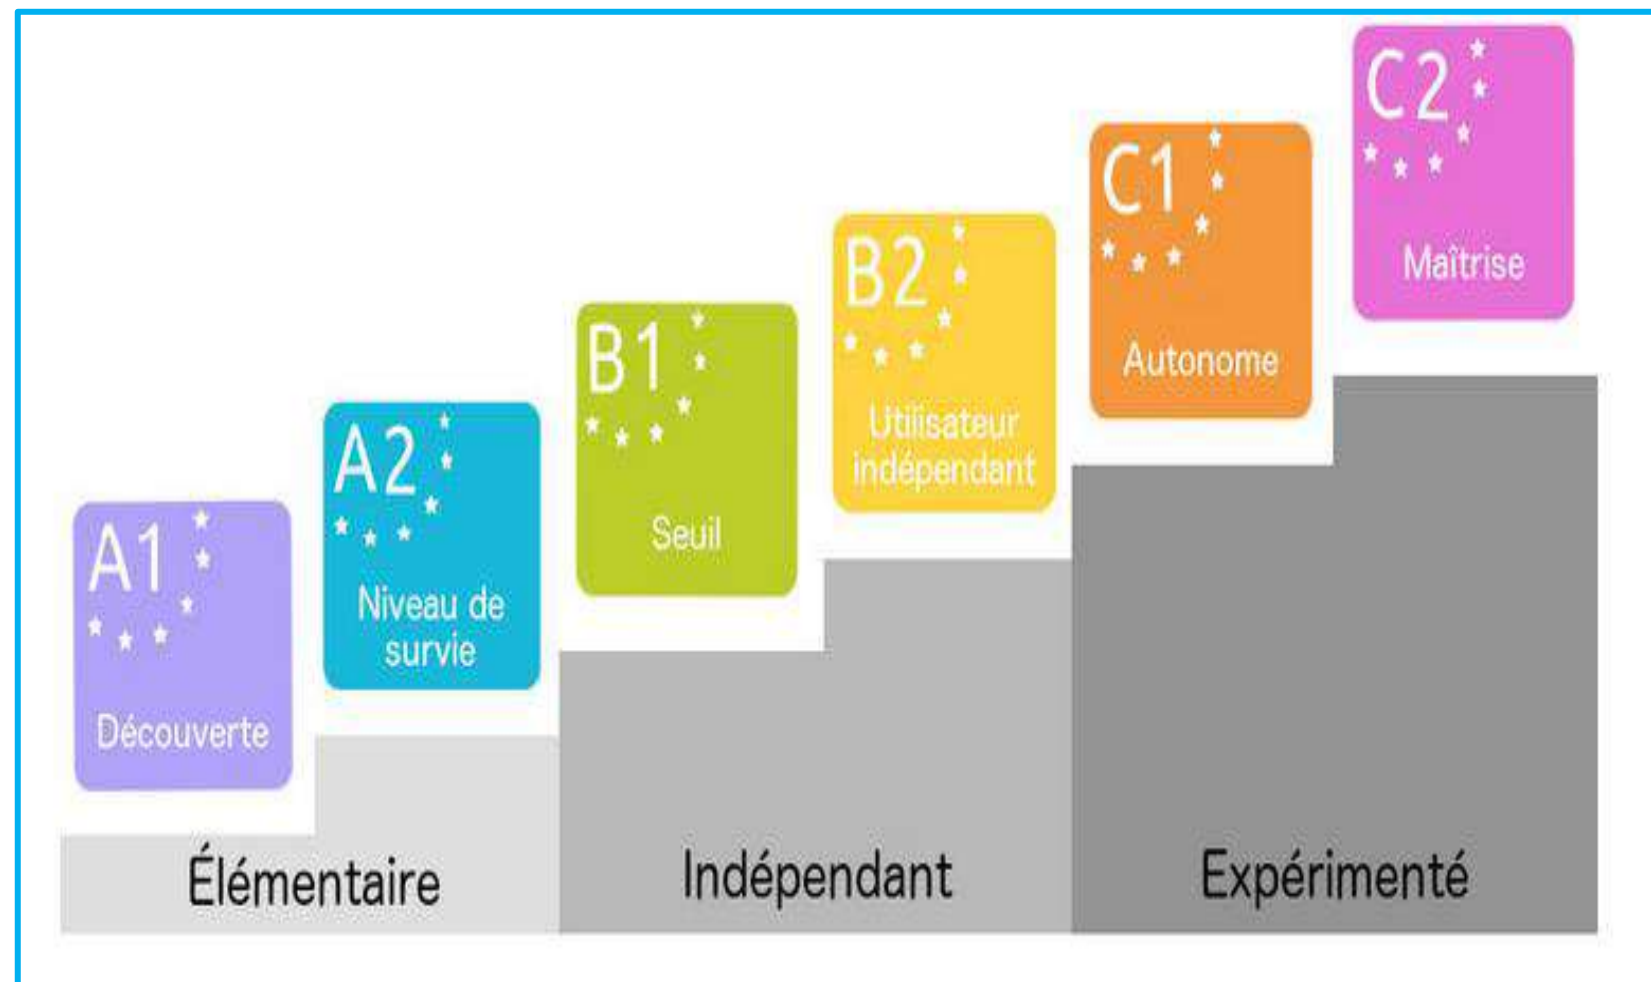 A1
Découverte
A2
Niveau de
survie
B1
Seuil
B2
Utilisateur
indépendant
C1
Autonome
C2
Maîtrise
Élémentaire
Indépendant
Expérimenté